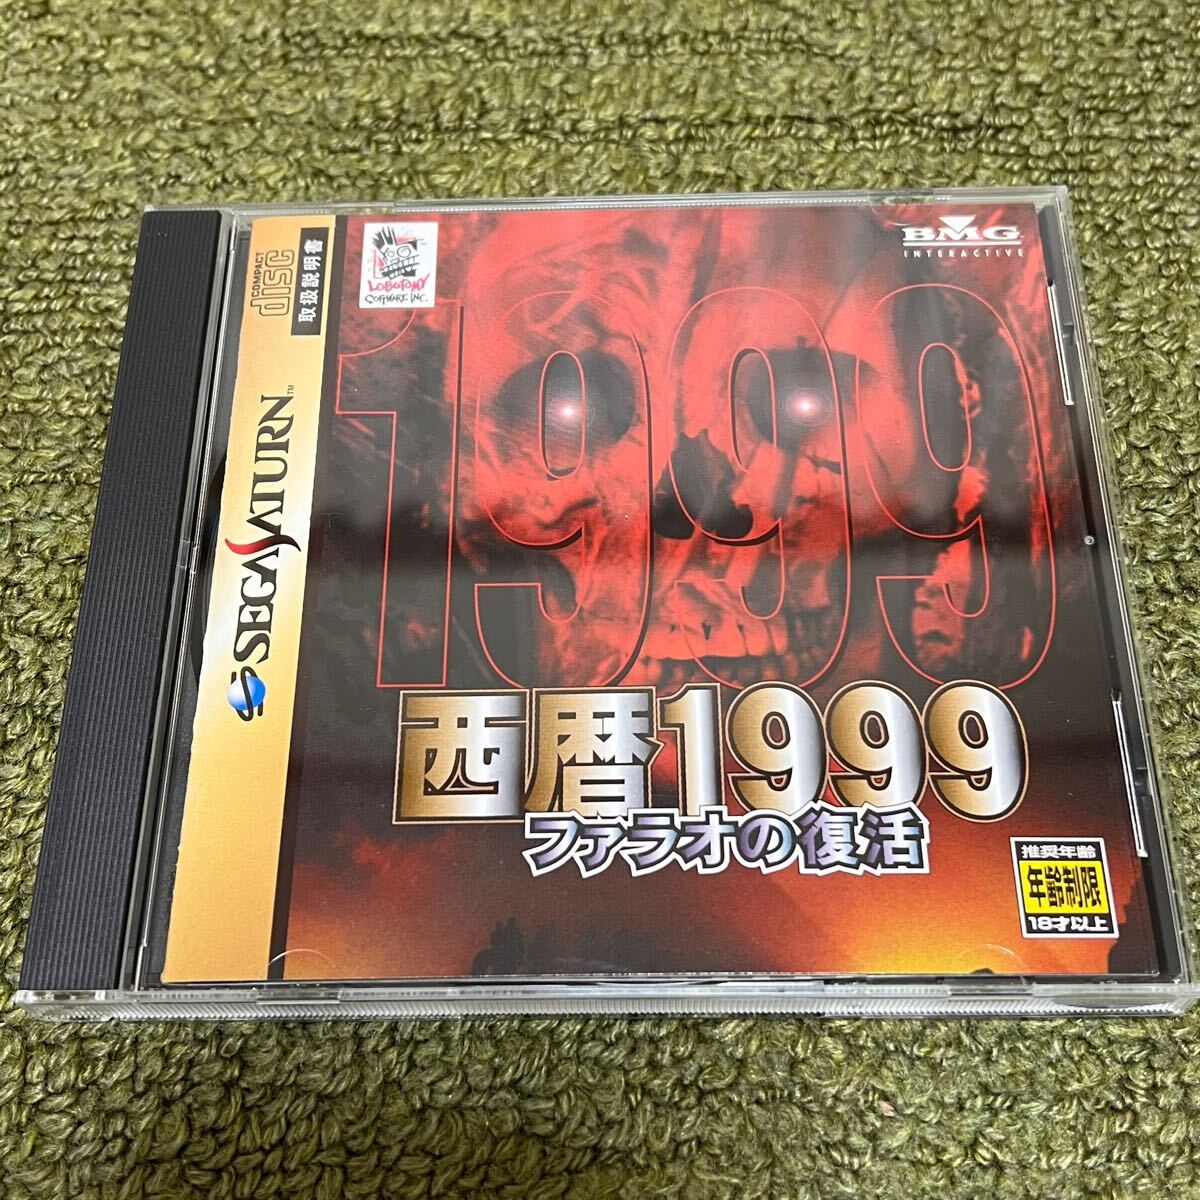 COMPACT
disc
取扱説明書
SEGA SATURN™
LOBOTOMY
SOFTWARE INC.
BMG
INTERACTIVE
1999
西暦1999
ファラオの復活
推奨年齢
年齢制限
18才以上